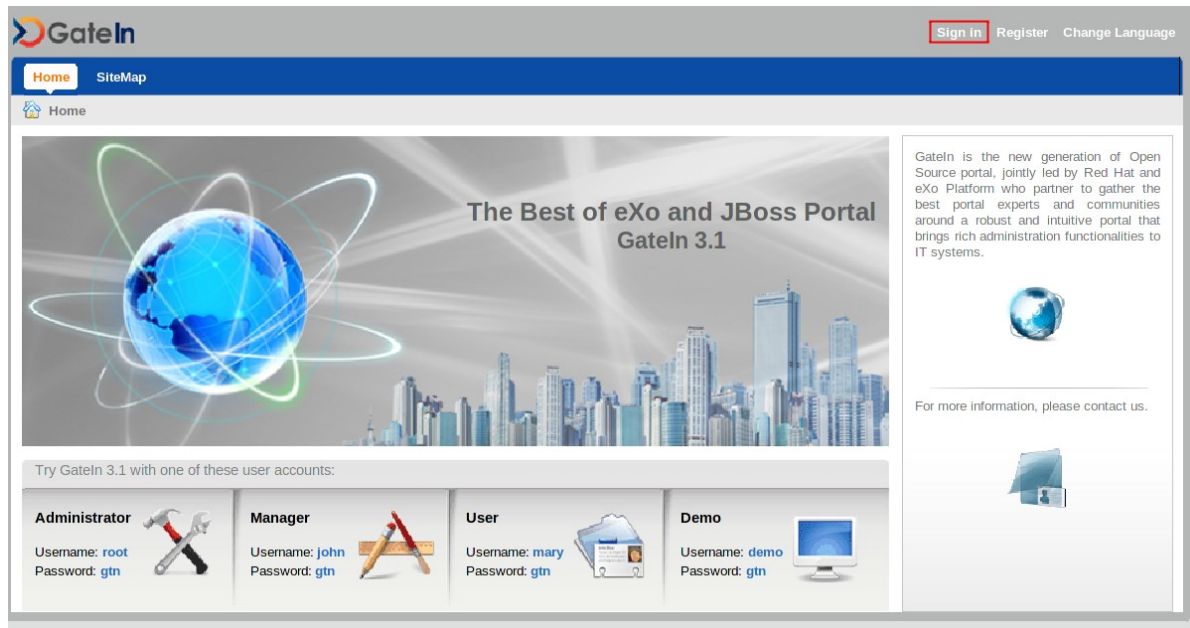 GateIn
Sign in Register Change Language
Home SiteMap
Home
The Best of eXo and JBoss Portal
GateIn 3.1
GateIn is the new generation of Open
Source portal, jointly led by Red Hat and
eXo Platform who partner to gather the
best portal experts and communities
around a robust and intuitive portal that
brings rich administration functionalities to
IT systems.
For more information, please contact us.
Try GateIn 3.1 with one of these user accounts:
Administrator
Username: root
Password: gtn
Manager
Username: john
Password: gtn
User
Username: mary
Password: gtn
Demo
Username: demo
Password: gtn